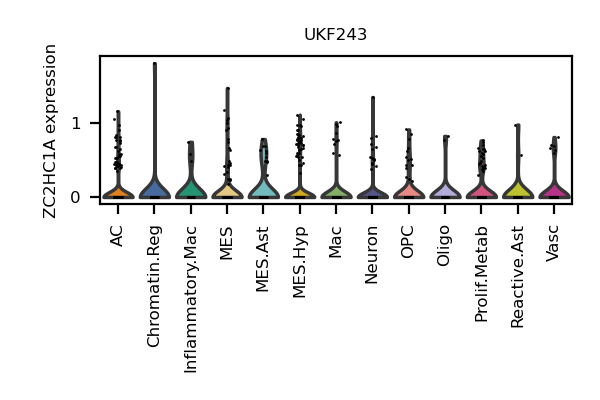 UKF243
ZC2HC1A expression
1
0
AC
Chromatin.Reg
Inflammatory.Mac
MES
MES.Ast
MES.Hyp
Mac
Neuron
OPC
Oligo
Prolif.Metab
Reactive.Ast
Vasc